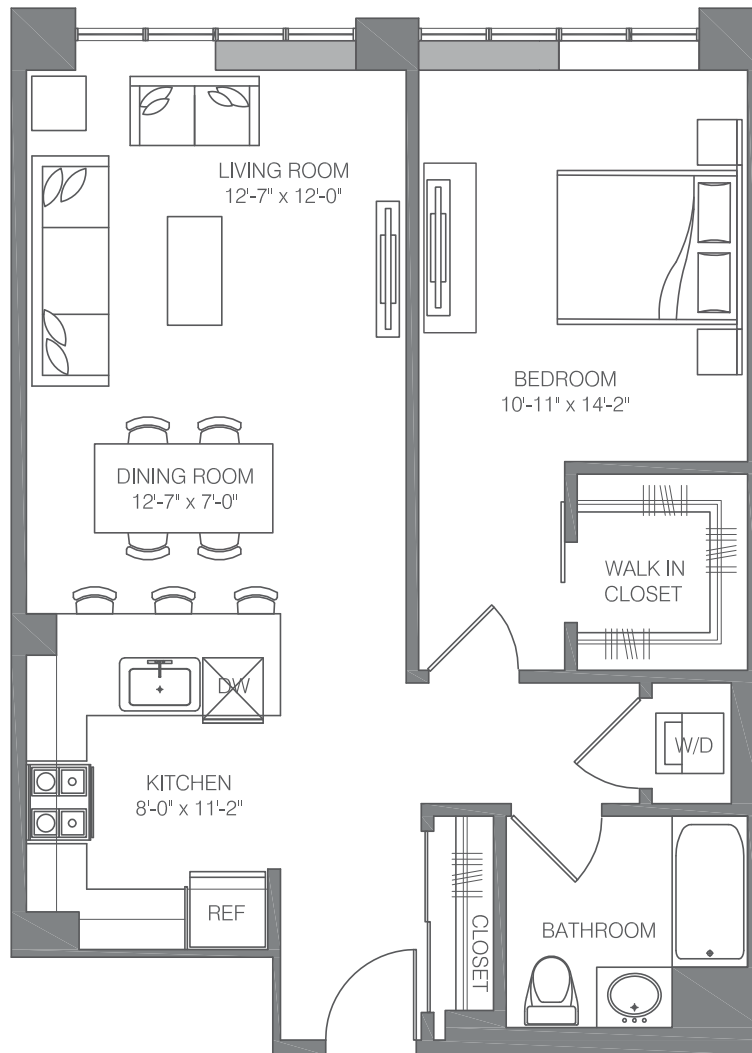 LIVING ROOM
12'-7" x 12'-0"
BEDROOM
10'-11" x 14'-2"
DINING ROOM
12'-7" x 7'-0"
WALK IN
CLOSET
DW
W/D
KITCHEN
8'-0" x 11'-2"
REF
CLOSET
BATHROOM